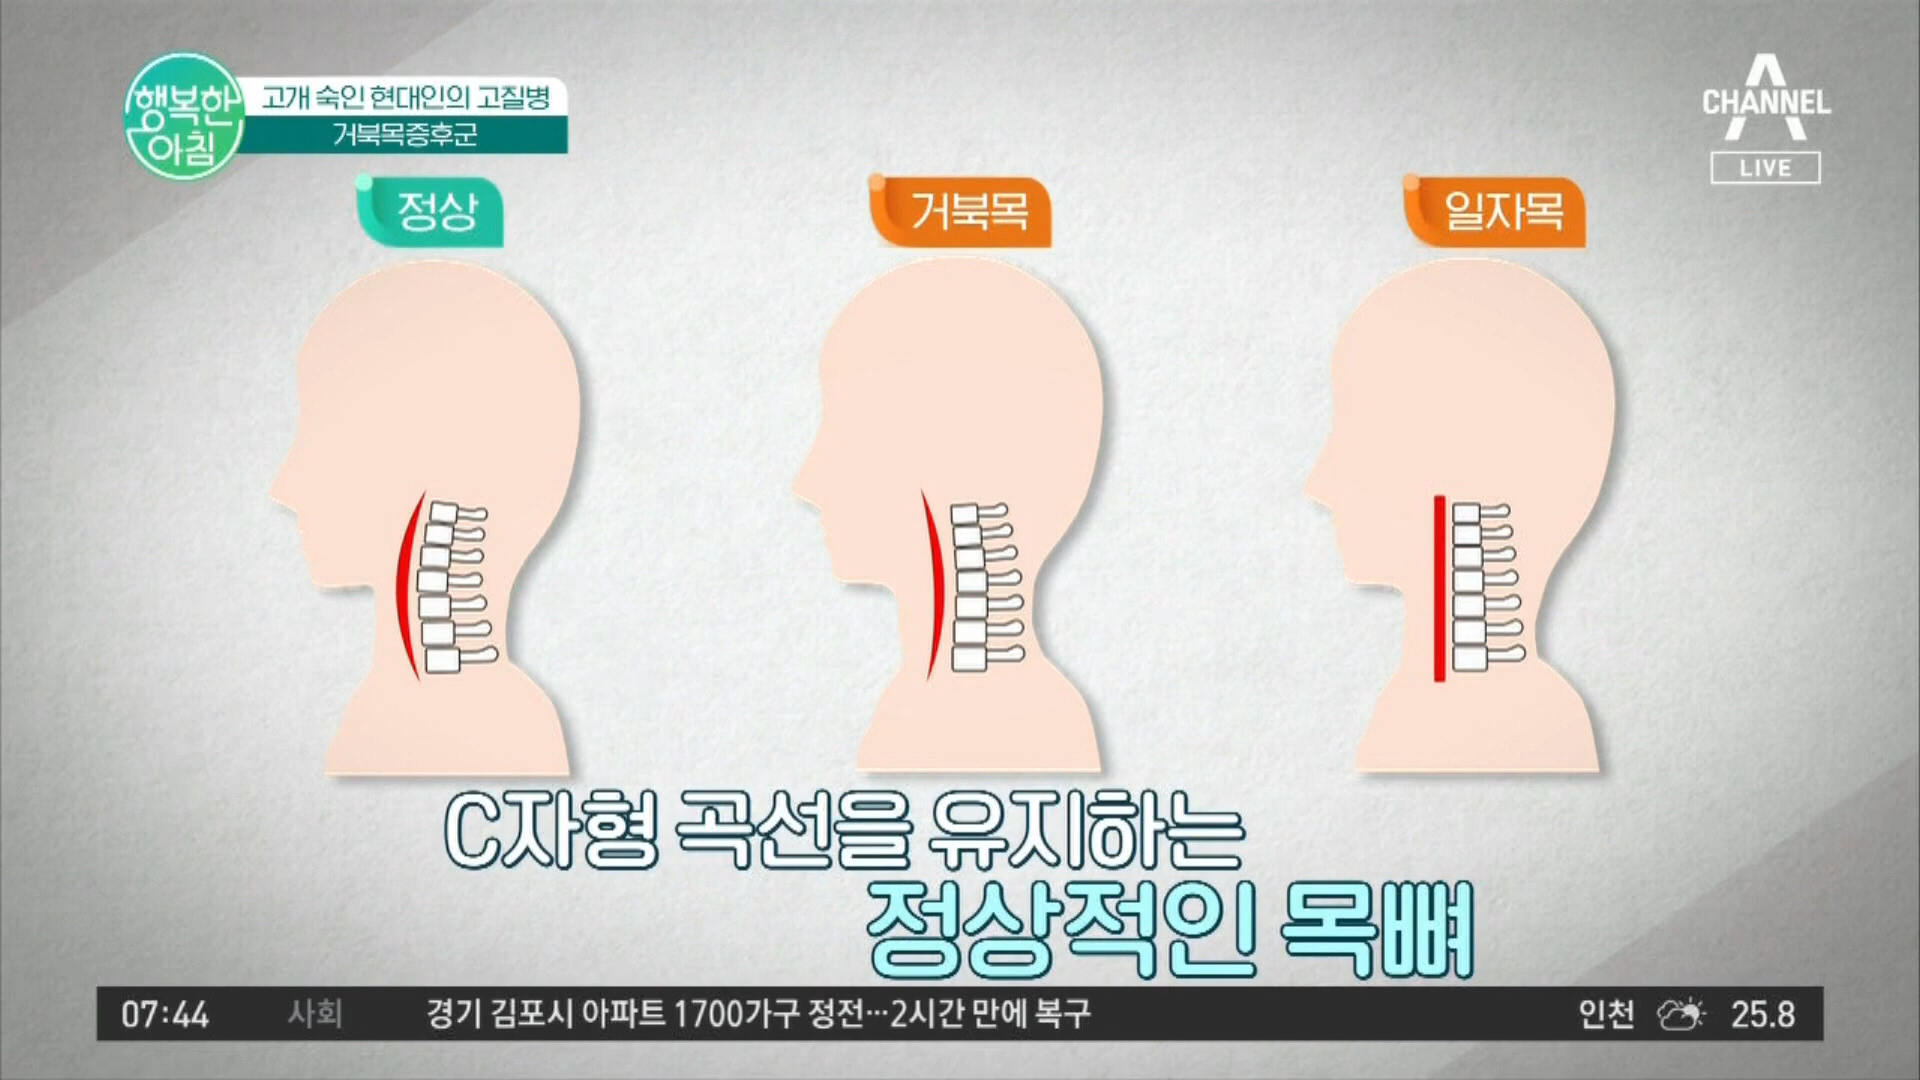 행복한
아침
고개 숙인 현대인의 고질병
거북목증후군
CHANNEL A
LIVE
정상
거북목
일자목
C자형 곡선을 유지하는
정상적인 목뼈
07:44 사회 경기 김포시 아파트 1700가구 정전…2시간 만에 복구 인천 25.8